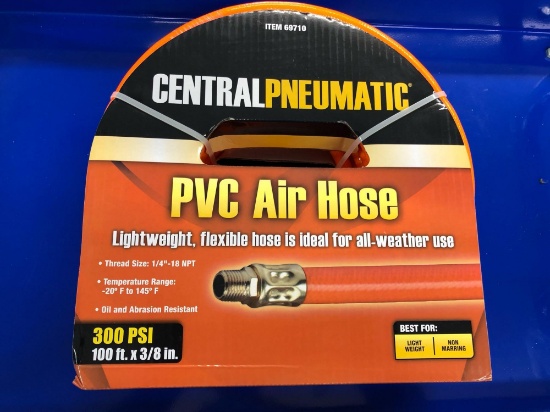 ITEM 69710
CENTRALPNEUMATIC®
PVC Air Hose
Lightweight, flexible hose is ideal for all-weather use
• Thread Size: 1/4"-18 NPT
• Temperature Range:
-20° F to 145° F
• Oil and Abrasion Resistant
300 PSI
100 ft. x 3/8 in.
BEST FOR:
LIGHT
WEIGHT
NON
MARRING